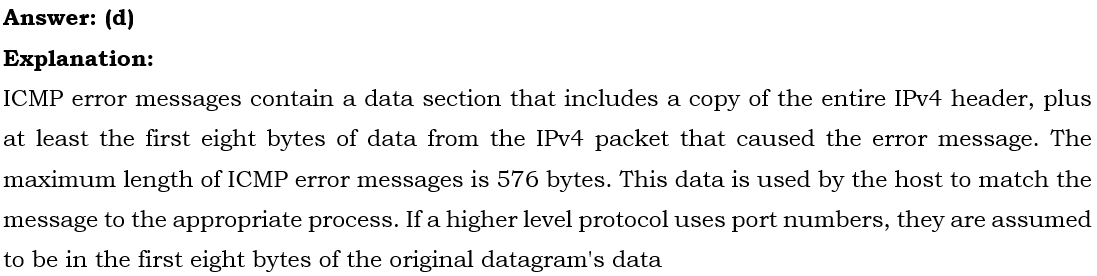 Answer: (d)
Explanation:
ICMP error messages contain a data section that includes a copy of the entire IPv4 header, plus
at least the first eight bytes of data from the IPv4 packet that caused the error message. The
maximum length of ICMP error messages is 576 bytes. This data is used by the host to match the
message to the appropriate process. If a higher level protocol uses port numbers, they are assumed
to be in the first eight bytes of the original datagram's data